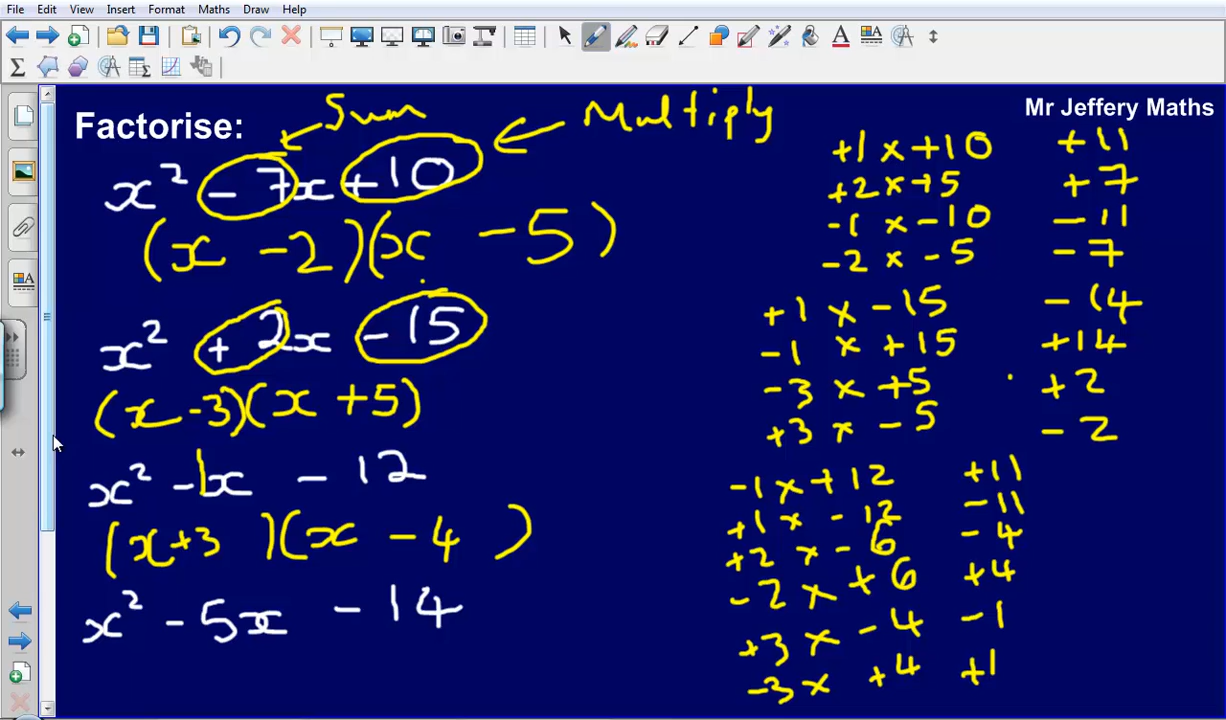 File Edit View Insert Format Maths Draw Help
Factorise:
Sum
Multiply
Mr Jeffery Maths
x² - 7x + 10
(x - 2)(x - 5)
x² + 2x - 15
(x - 3)(x + 5)
x² - 1x - 12
(x + 3)(x - 4)
x² - 5x - 14
+1 x +10 +11
+2 x +5 +7
-1 x -10 -11
-2 x -5 -7
+1 x -15 -14
-1 x +15 +14
-3 x +5 +2
+3 x -5 -2
-1 x +12 +11
+1 x -12 -11
+2 x -6 -4
-2 x +6 +4
+3 x -4 -1
-3 x +4 +1